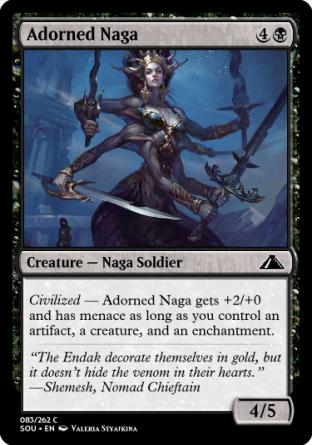 Adorned Naga 4
Creature — Naga Soldier
Civilized — Adorned Naga gets +2/+0
and has menace as long as you control an
artifact, a creature, and an enchantment.
“The Endak decorate themselves in gold, but
it doesn't hide the venom in their hearts.”
—Shemesh, Nomad Chieftain
4/5
083/262 C
SOU • EN VALERIA STYAJKINA